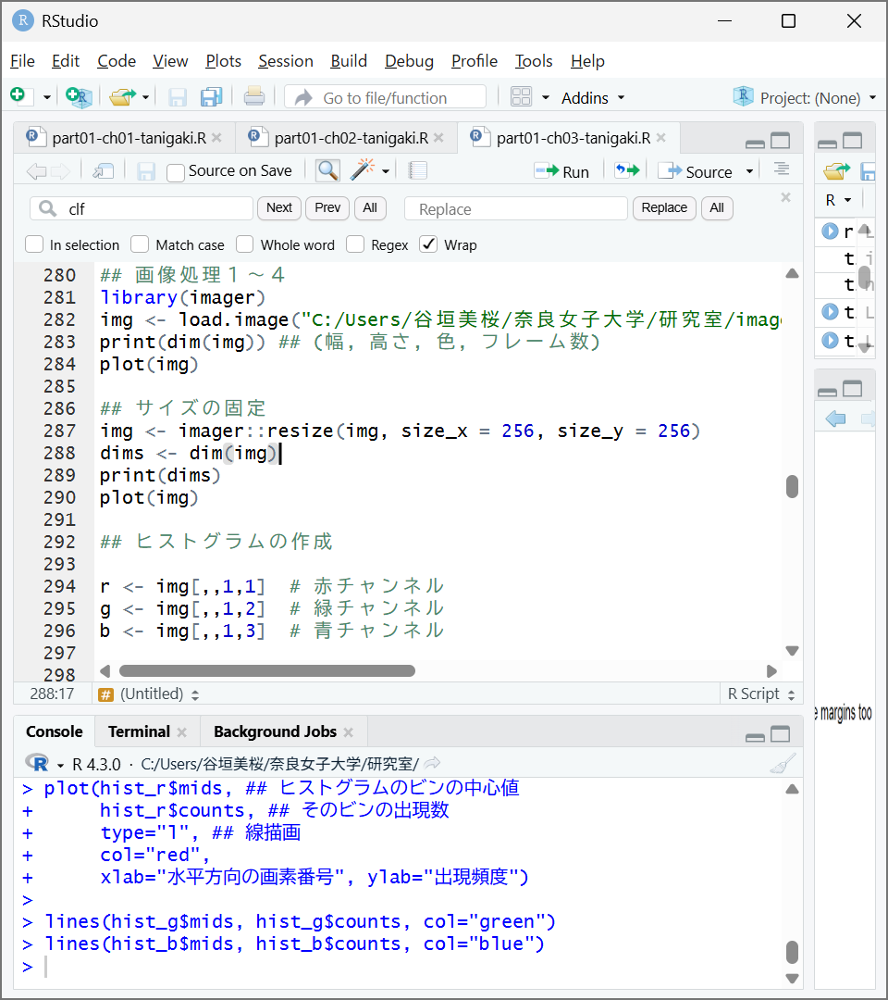 RStudio
File Edit Code View Plots Session Build Debug Profile Tools Help
Go to file/function Addins Project: (None)
part01-ch01-tanigaki.R part01-ch02-tanigaki.R part01-ch03-tanigaki.R
Source on Save Run Source
R
clf Next Prev All Replace Replace All
In selection Match case Whole word Regex Wrap
280 ## 画像処理１～４
281 library(imager)
282 img <- load.image("C:/Users/谷垣美桜/奈良女子大学/研究室/imag
283 print(dim(img)) ## (幅, 高さ, 色, フレーム数)
284 plot(img)
285
286 ## サイズの固定
287 img <- imager::resize(img, size_x = 256, size_y = 256)
288 dims <- dim(img)
289 print(dims)
290 plot(img)
291
292 ## ヒストグラムの作成
293
294 r <- img[,,1,1]  # 赤チャンネル
295 g <- img[,,1,2]  # 緑チャンネル
296 b <- img[,,1,3]  # 青チャンネル
297
298
288:17 # (Untitled) R Script
margins too
Console Terminal Background Jobs
R 4.3.0 · C:/Users/谷垣美桜/奈良女子大学/研究室/
> plot(hist_r$mids, ## ヒストグラムのビンの中心値
+      hist_r$counts, ## そのビンの出現数
+      type="l", ## 線描画
+      col="red",
+      xlab="水平方向の画素番号", ylab="出現頻度")
>
> lines(hist_g$mids, hist_g$counts, col="green")
> lines(hist_b$mids, hist_b$counts, col="blue")
>